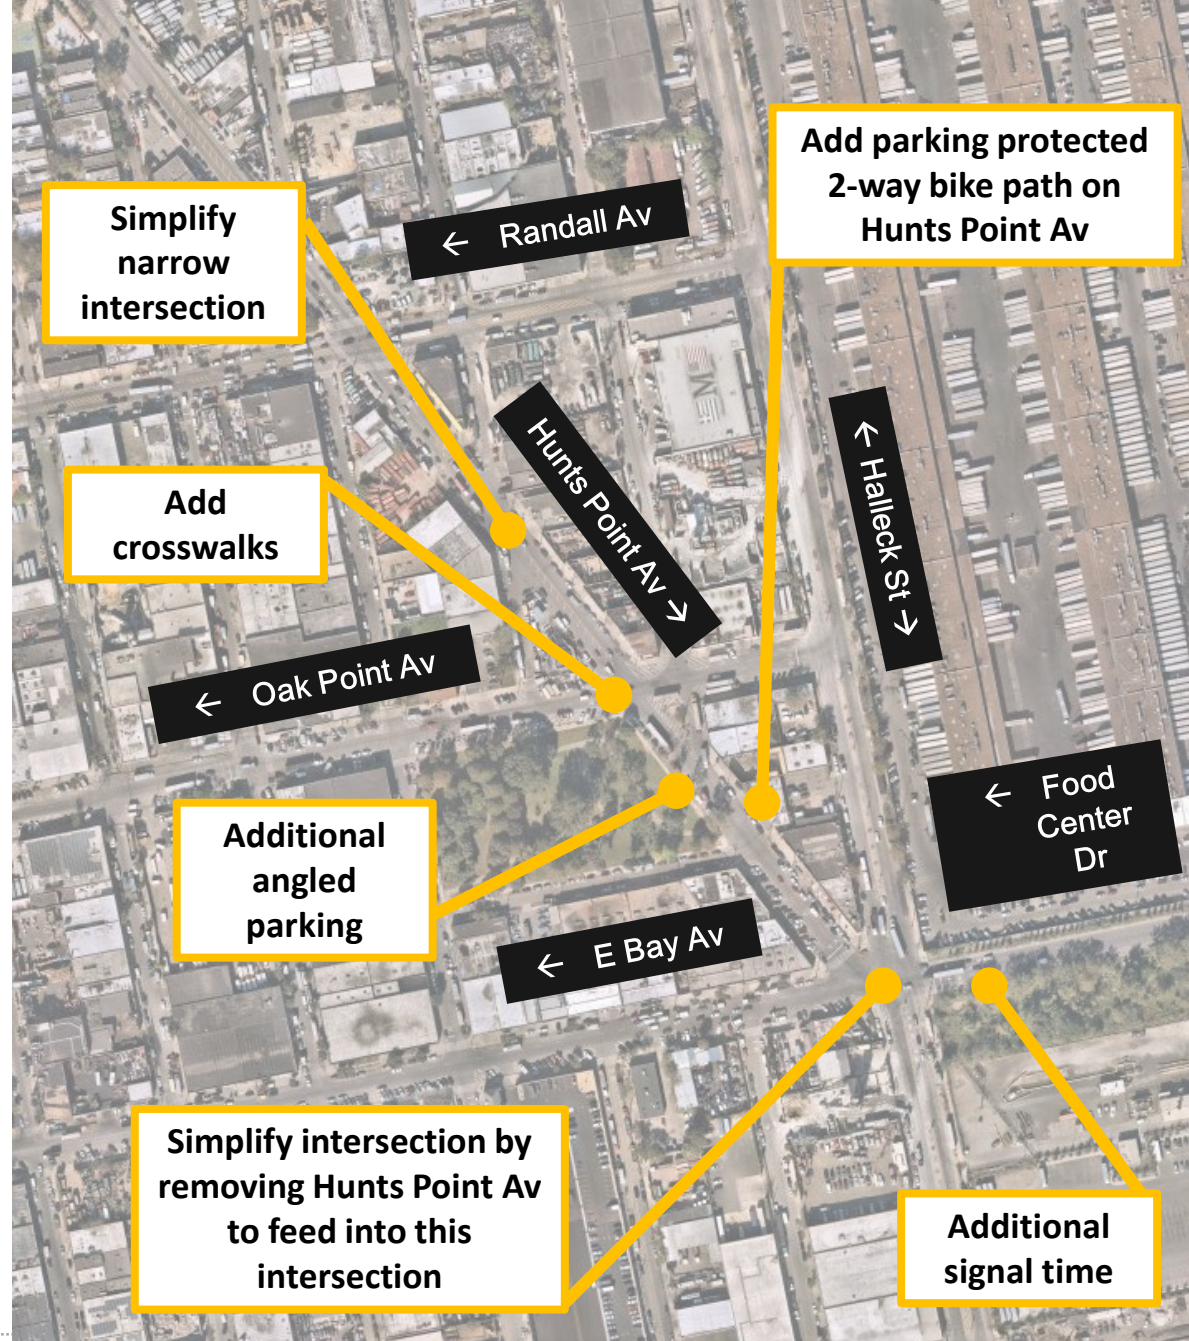 Add parking protected
2-way bike path on
Hunts Point Av
Simplify
narrow
intersection
← Randall Av
Hunts Point Av →
← Halleck St →
Add
crosswalks
← Oak Point Av
← Food
Center
Dr
Additional
angled
parking
← E Bay Av
Simplify intersection by
removing Hunts Point Av
to feed into this
intersection
Additional
signal time